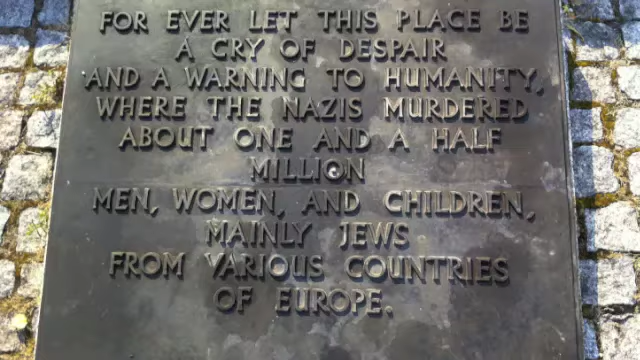 FOR EVER LET THIS PLACE BE
A CRY OF DESPAIR
AND A WARNING TO HUMANITY,
WHERE THE NAZIS MURDERED
ABOUT ONE AND A HALF
MILLION
MEN, WOMEN, AND CHILDREN,
MAINLY JEWS
FROM VARIOUS COUNTRIES
OF EUROPE.